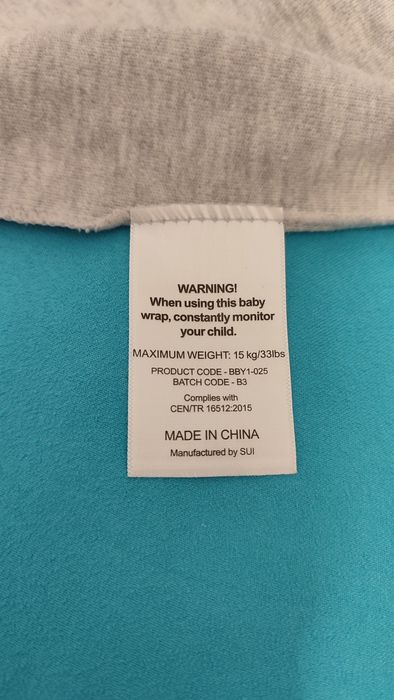 WARNING!
When using this baby
wrap, constantly monitor
your child.
MAXIMUM WEIGHT: 15 kg/33lbs
PRODUCT CODE - BBY1-025
BATCH CODE - B3
Complies with
CEN/TR 16512:2015
MADE IN CHINA
Manufactured by SUI